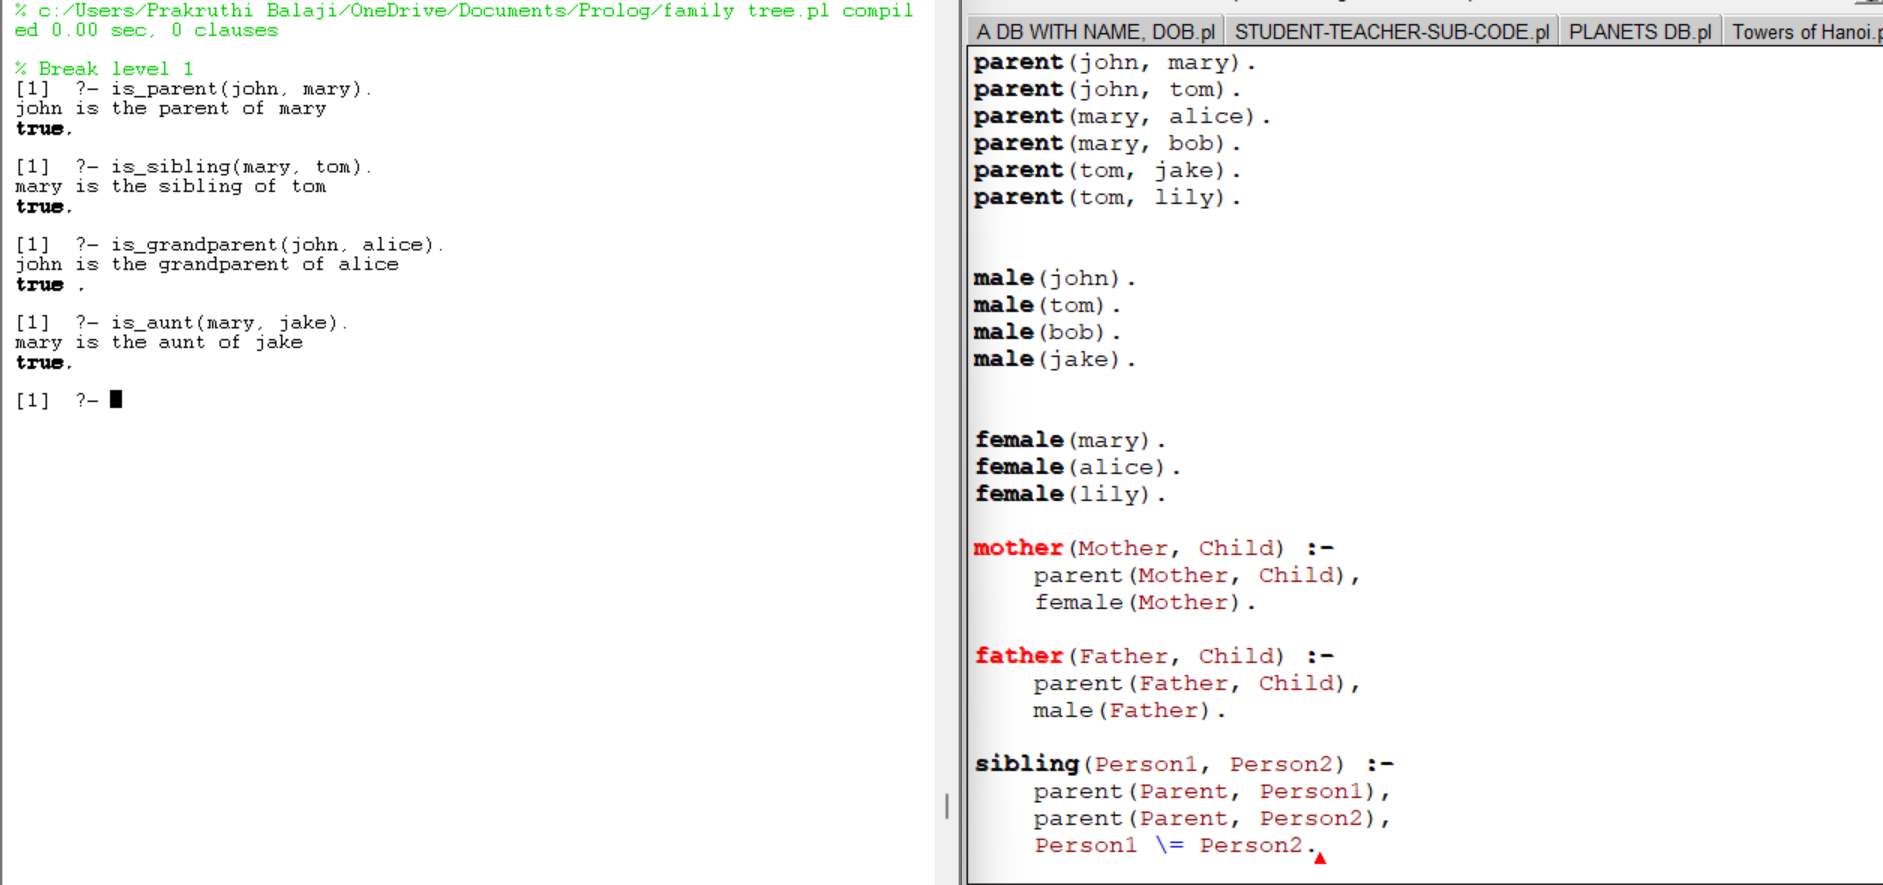 % c:/Users/Prakruthi Balaji/OneDrive/Documents/Prolog/family tree.pl compil
ed 0.00 sec, 0 clauses
% Break level 1
[1]  ?- is_parent(john, mary).
john is the parent of mary
true.
[1]  ?- is_sibling(mary, tom).
mary is the sibling of tom
true.
[1]  ?- is_grandparent(john, alice).
john is the grandparent of alice
true .
[1]  ?- is_aunt(mary, jake).
mary is the aunt of jake
true.
[1]  ?-
A DB WITH NAME, DOB.pl STUDENT-TEACHER-SUB-CODE.pl PLANETS DB.pl Towers of Hanoi.p
parent(john, mary).
parent(john, tom).
parent(mary, alice).
parent(mary, bob).
parent(tom, jake).
parent(tom, lily).
male(john).
male(tom).
male(bob).
male(jake).
female(mary).
female(alice).
female(lily).
mother(Mother, Child) :-
    parent(Mother, Child),
    female(Mother).
father(Father, Child) :-
    parent(Father, Child),
    male(Father).
sibling(Person1, Person2) :-
    parent(Parent, Person1),
    parent(Parent, Person2),
    Person1 \= Person2.